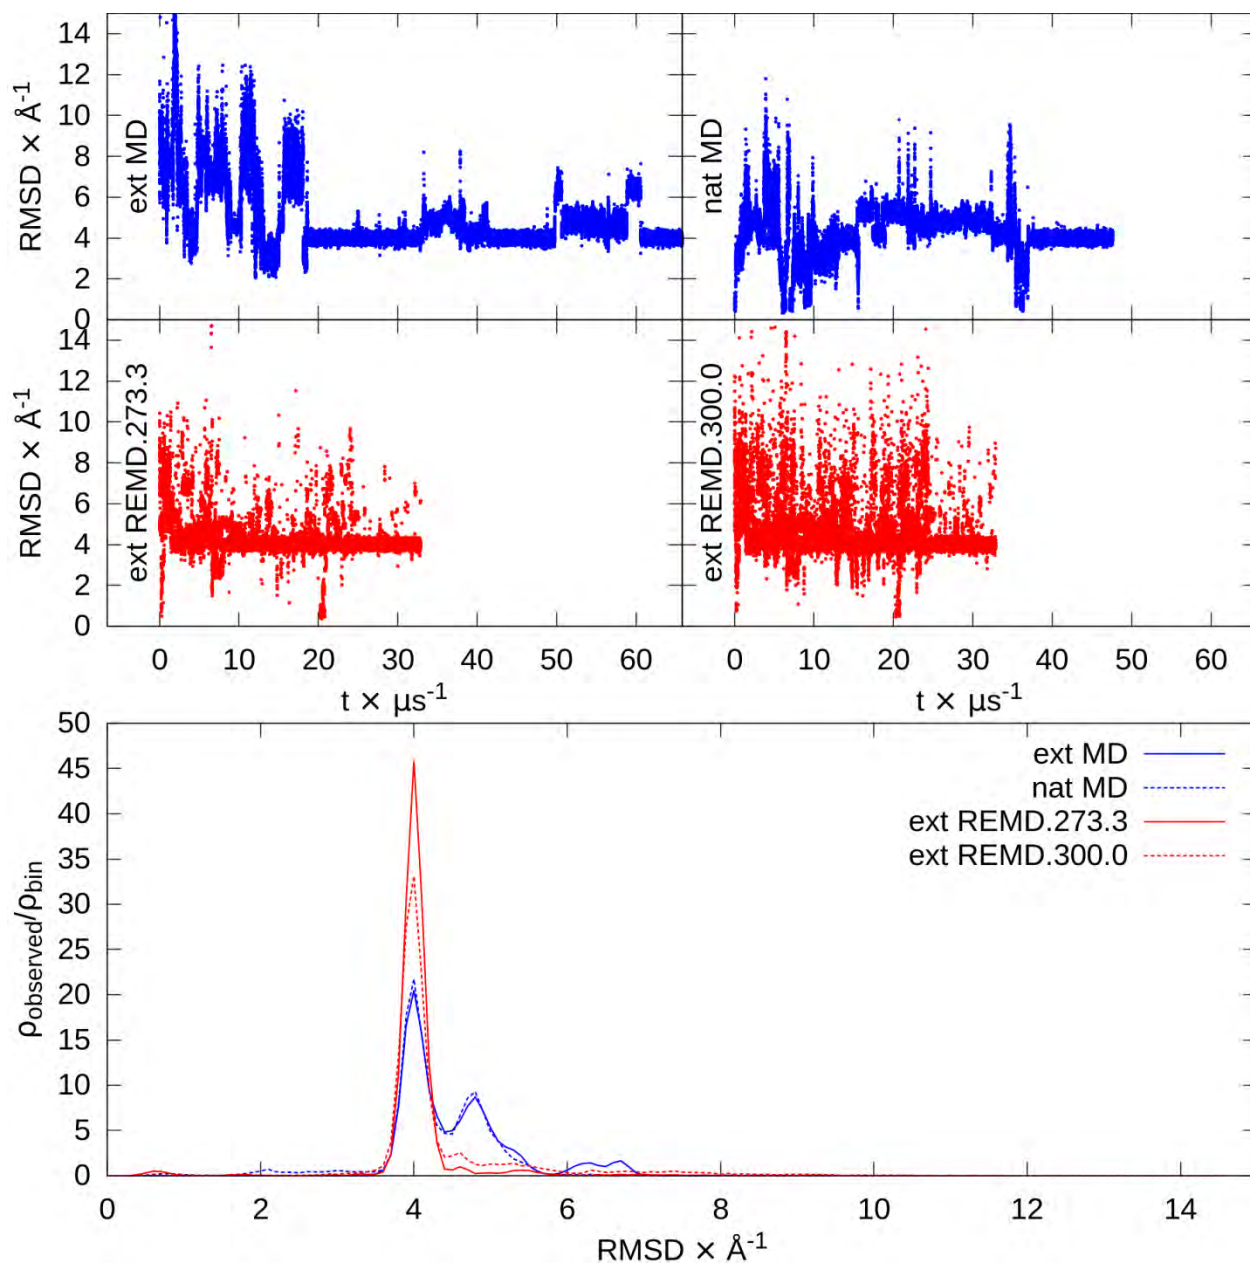 RMSD × Å⁻¹
14
12
10
8
6
4
2
0
ext MD
nat MD
RMSD × Å⁻¹
14
12
10
8
6
4
2
0
ext REMD.273.3
ext REMD.300.0
0 10 20 30 40 50 60 0 10 20 30 40 50 60
t × µs⁻¹ t × µs⁻¹
ρobserved/ρbin
50
45
40
35
30
25
20
15
10
5
0
ext MD
nat MD
ext REMD.273.3
ext REMD.300.0
0 2 4 6 8 10 12 14
RMSD × Å⁻¹